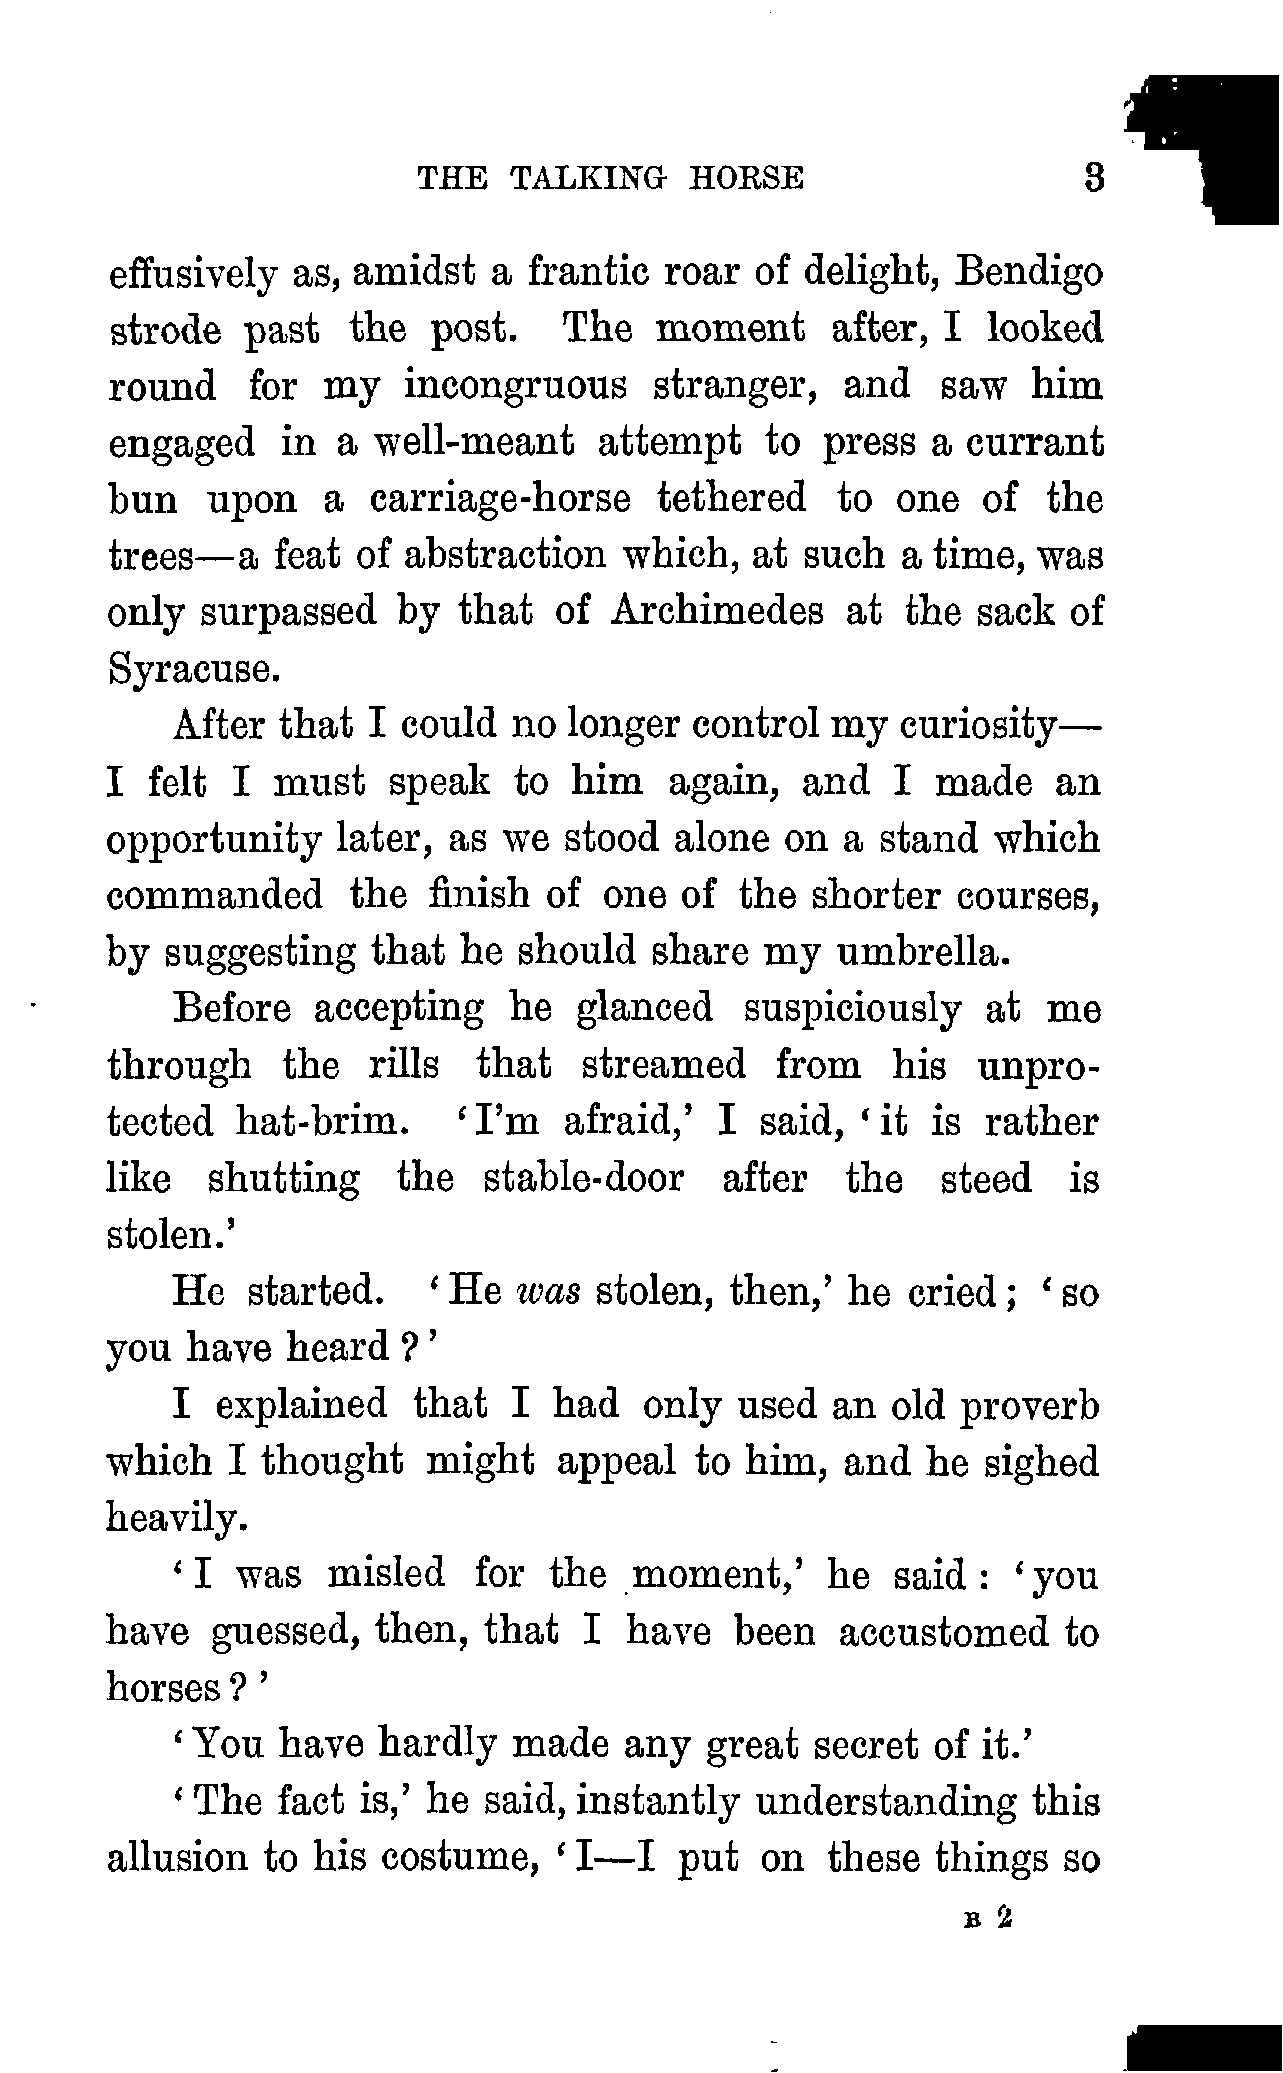 THE TALKING HORSE 3
effusively as, amidst a frantic roar of delight, Bendigo
strode past the post. The moment after, I looked
round for my incongruous stranger, and saw him
engaged in a well-meant attempt to press a currant
bun upon a carriage-horse tethered to one of the
trees—a feat of abstraction which, at such a time, was
only surpassed by that of Archimedes at the sack of
Syracuse.
After that I could no longer control my curiosity—
I felt I must speak to him again, and I made an
opportunity later, as we stood alone on a stand which
commanded the finish of one of the shorter courses,
by suggesting that he should share my umbrella.
Before accepting he glanced suspiciously at me
through the rills that streamed from his unpro-
tected hat-brim. ‘I’m afraid,’ I said, ‘it is rather
like shutting the stable-door after the steed is
stolen.’
He started. ‘He was stolen, then,’ he cried; ‘so
you have heard?’
I explained that I had only used an old proverb
which I thought might appeal to him, and he sighed
heavily.
‘I was misled for the moment,’ he said: ‘you
have guessed, then, that I have been accustomed to
horses?’
‘You have hardly made any great secret of it.’
‘The fact is,’ he said, instantly understanding this
allusion to his costume, ‘I—I put on these things so
B 2